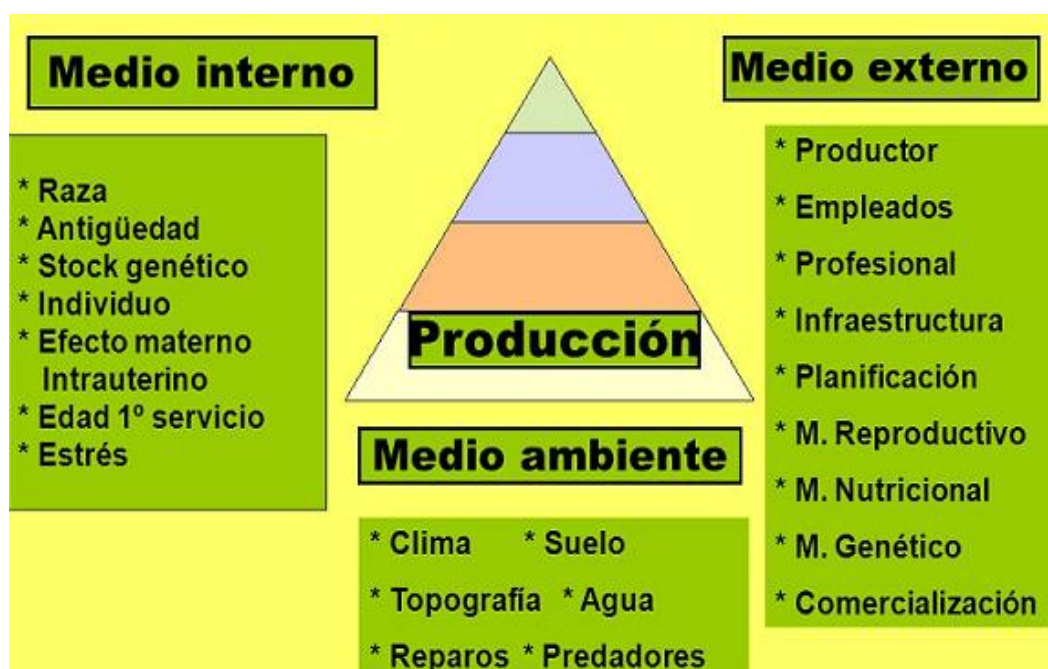 Medio interno
* Raza
* Antigüedad
* Stock genético
* Individuo
* Efecto materno
Intrauterino
* Edad 1º servicio
* Estrés
Producción
Medio ambiente
* Clima * Suelo
* Topografía * Agua
* Reparos * Predadores
Medio externo
* Productor
* Empleados
* Profesional
* Infraestructura
* Planificación
* M. Reproductivo
* M. Nutricional
* M. Genético
* Comercialización